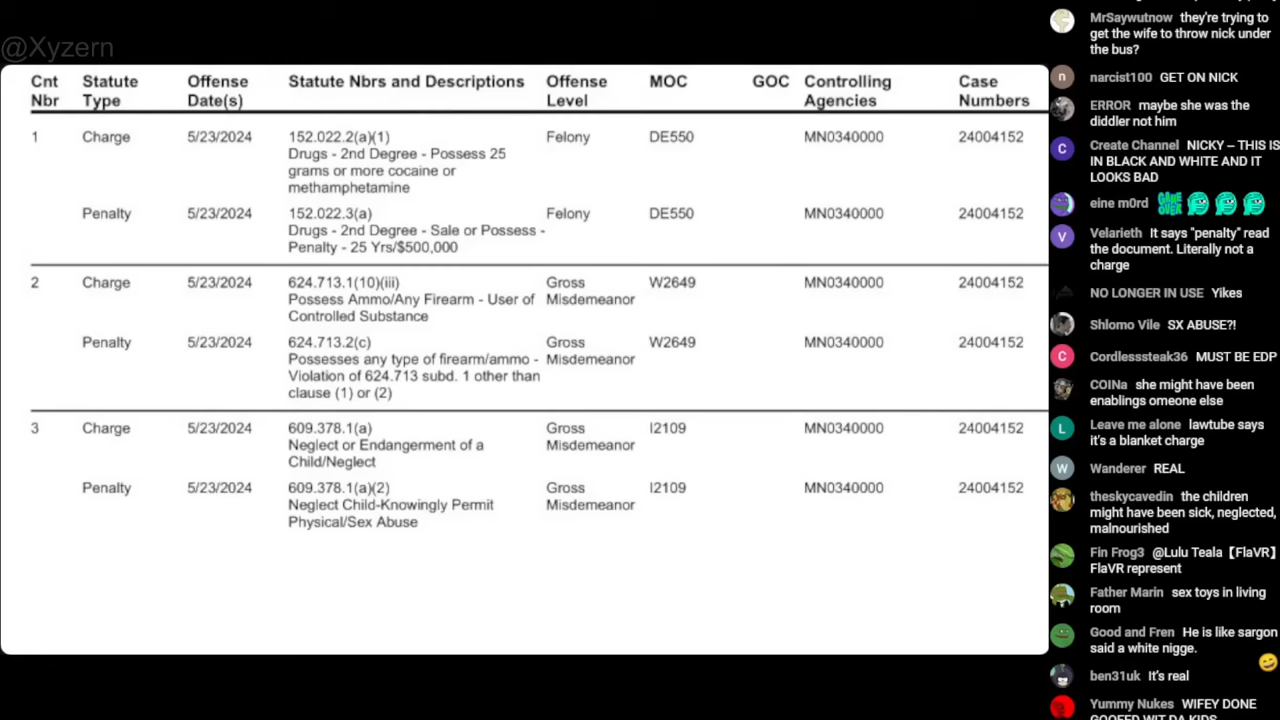 @Xyzern
Cnt Nbr Statute Type Offense Date(s) Statute Nbrs and Descriptions Offense Level MOC GOC Controlling Agencies Case Numbers
1 Charge 5/23/2024 152.022.2(a)(1) Felony DE550 MN0340000 24004152
Drugs - 2nd Degree - Possess 25
grams or more cocaine or
methamphetamine
Penalty 5/23/2024 152.022.3(a) Felony DE550 MN0340000 24004152
Drugs - 2nd Degree - Sale or Possess -
Penalty - 25 Yrs/$500,000
2 Charge 5/23/2024 624.713.1(10)(iii) Gross W2649 MN0340000 24004152
Possess Ammo/Any Firearm - User of Misdemeanor
Controlled Substance
Penalty 5/23/2024 624.713.2(c) Gross W2649 MN0340000 24004152
Possesses any type of firearm/ammo - Misdemeanor
Violation of 624.713 subd. 1 other than
clause (1) or (2)
3 Charge 5/23/2024 609.378.1(a) Gross I2109 MN0340000 24004152
Neglect or Endangerment of a Misdemeanor
Child/Neglect
Penalty 5/23/2024 609.378.1(a)(2) Gross I2109 MN0340000 24004152
Neglect Child-Knowingly Permit Misdemeanor
Physical/Sex Abuse
MrSaywutnow they're trying to
get the wife to throw nick under
the bus?
n
narcist100 GET ON NICK
ERROR maybe she was the
diddler not him
C
Create Channel NICKY – THIS IS
IN BLACK AND WHITE AND IT
LOOKS BAD
eine m0rd GAME OVER
V
Velarieth It says "penalty" read
the document. Literally not a
charge
NO LONGER IN USE Yikes
Shlomo Vile SX ABUSE?!
C
Cordlesssteak36 MUST BE EDP
COINa she might have been
enablings omeone else
L
Leave me alone lawtube says
it's a blanket charge
W
Wanderer REAL
theskycavedin the children
might have been sick, neglected,
malnourished
Fin Frog3 @Lulu Teala【FlaVR】
FlaVR represent
Father Marin sex toys in living
room
Good and Fren He is like sargon
said a white nigge.
ben31uk It's real
Yummy Nukes WIFEY DONE
GOOFED WIT DA KIDS